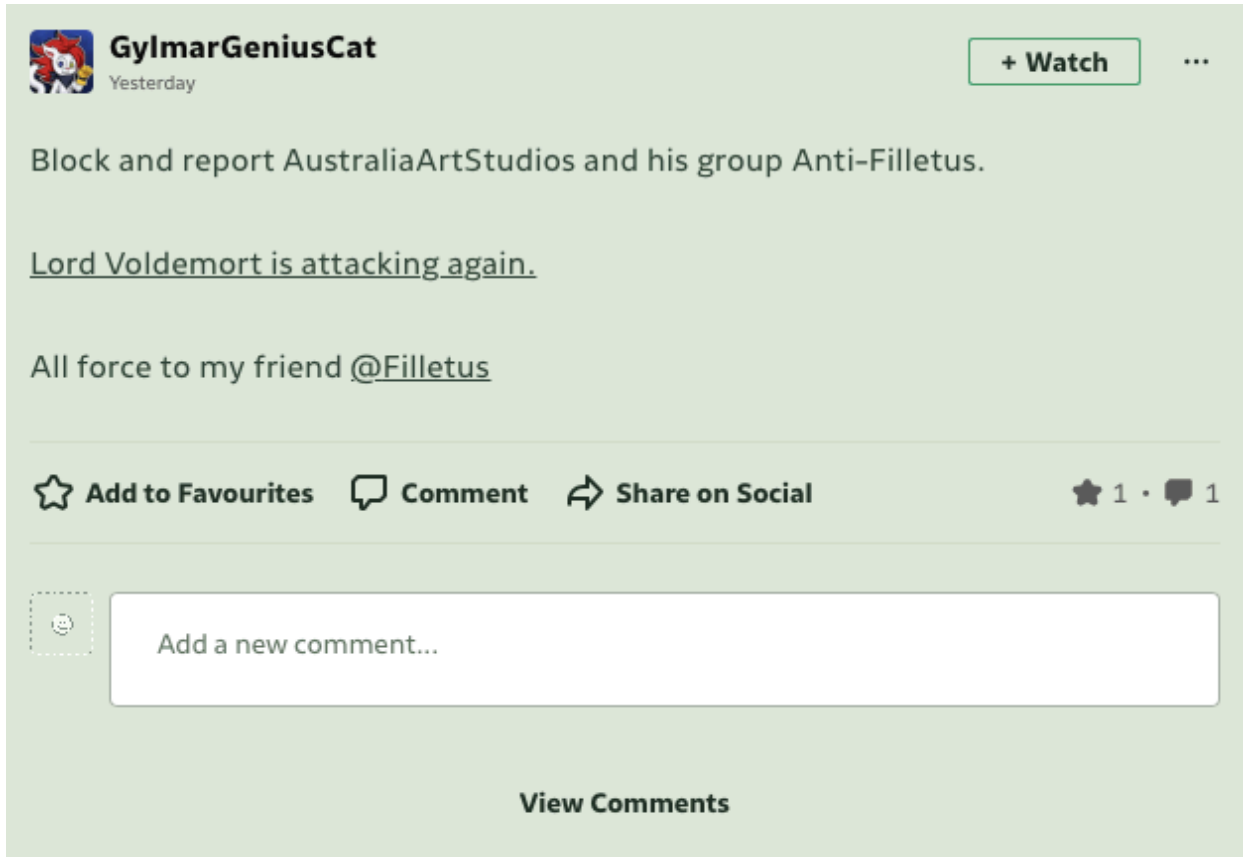 GylmarGeniusCat
+ Watch
...
Yesterday
Block and report AustraliaArtStudios and his group Anti-Filletus.
Lord Voldemort is attacking again.
All force to my friend @Filletus
Add to Favourites Comment Share on Social 1 • 1
Add a new comment...
View Comments